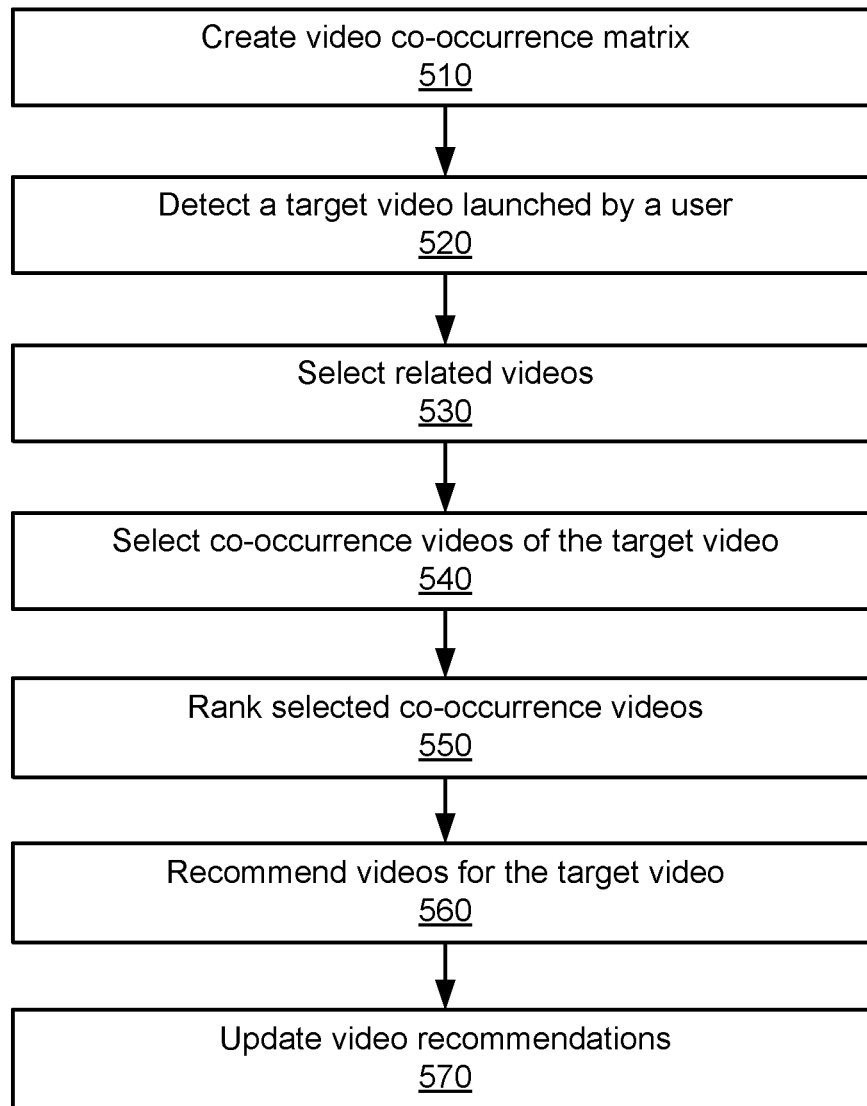 Create video co-occurrence matrix
510
Detect a target video launched by a user
520
Select related videos
530
Select co-occurrence videos of the target video
540
Rank selected co-occurrence videos
550
Recommend videos for the target video
560
Update video recommendations
570